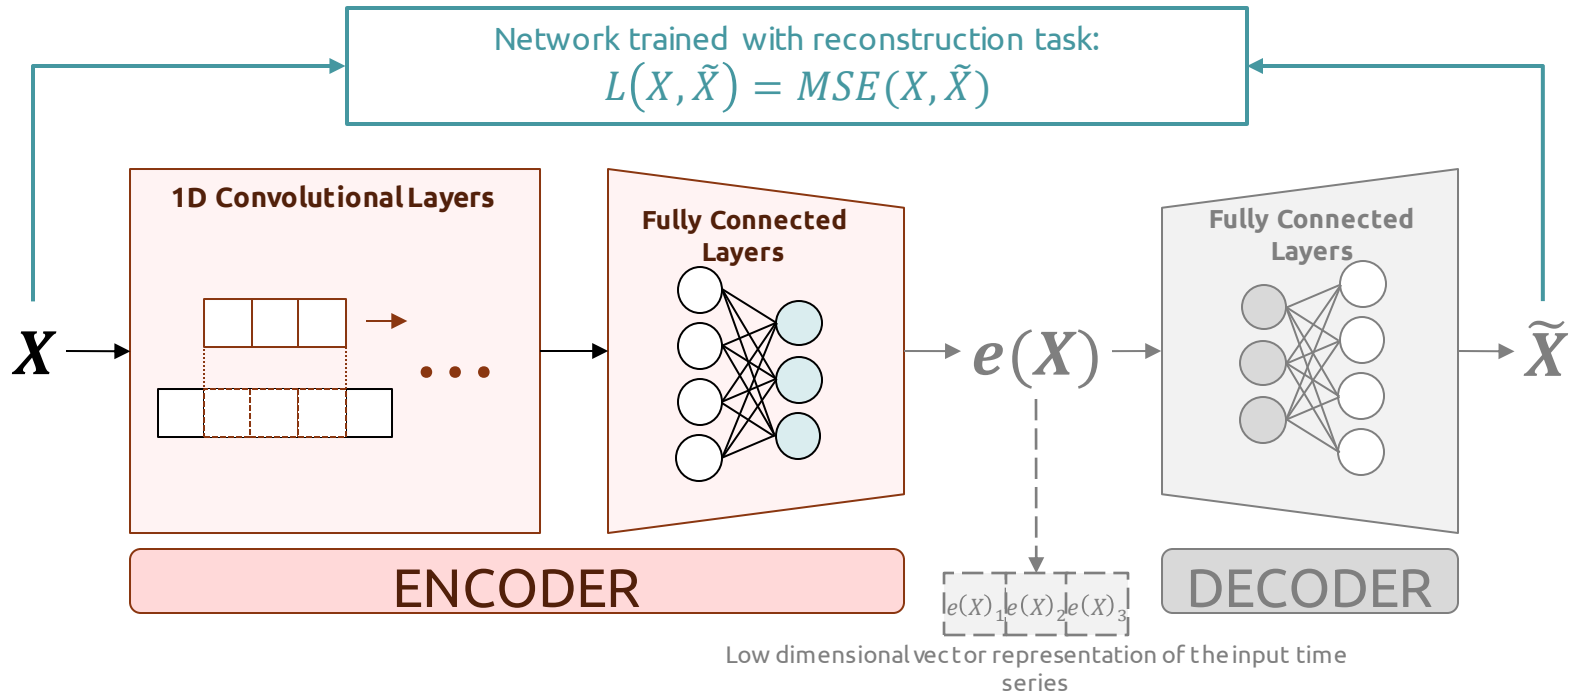 Network trained with reconstruction task:
L(X, X̃) = MSE(X, X̃)
1D Convolutional Layers
Fully Connected
Layers
Fully Connected
Layers
X
e(X)
X̃
ENCODER
DECODER
e(X)₁ e(X)₂ e(X)₃
Low dimensional vector representation of the input time
series